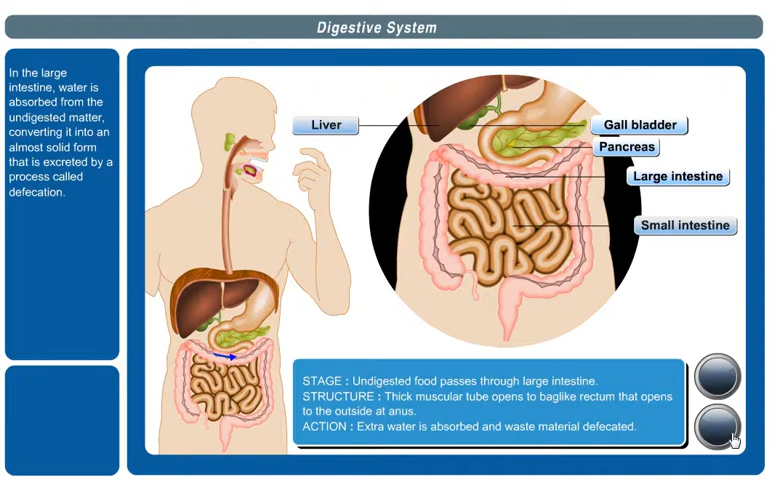 Digestive System
In the large
intestine, water is
absorbed from the
undigested matter,
converting it into an
almost solid form
that is excreted by a
process called
defecation.
Liver
Gall bladder
Pancreas
Large intestine
Small intestine
STAGE : Undigested food passes through large intestine.
STRUCTURE : Thick muscular tube opens to baglike rectum that opens
to the outside at anus.
ACTION : Extra water is absorbed and waste material defecated.